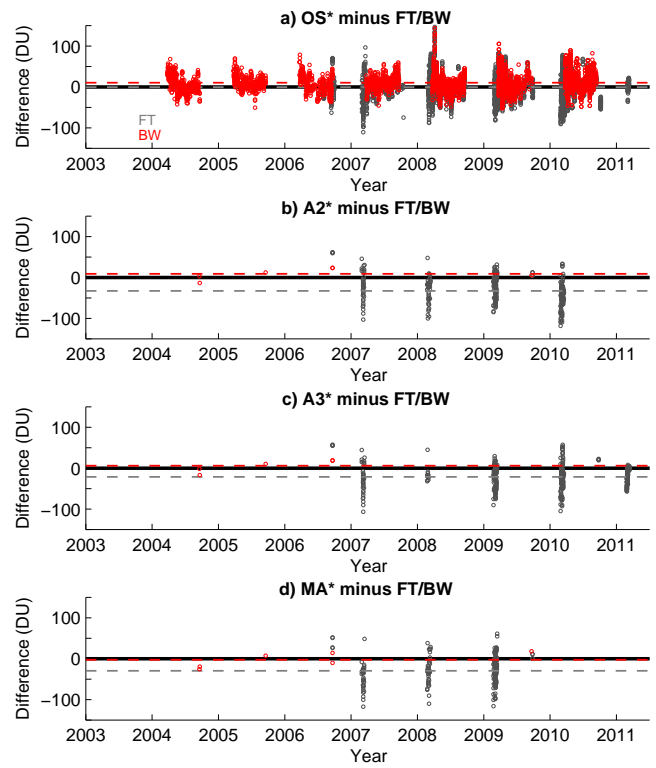 a) OS* minus FT/BW
Difference (DU)
100
0
−100
FT
BW
2003 2004 2005 2006 2007 2008 2009 2010 2011
Year
b) A2* minus FT/BW
Difference (DU)
100
0
−100
2003 2004 2005 2006 2007 2008 2009 2010 2011
Year
c) A3* minus FT/BW
Difference (DU)
100
0
−100
2003 2004 2005 2006 2007 2008 2009 2010 2011
Year
d) MA* minus FT/BW
Difference (DU)
100
0
−100
2003 2004 2005 2006 2007 2008 2009 2010 2011
Year